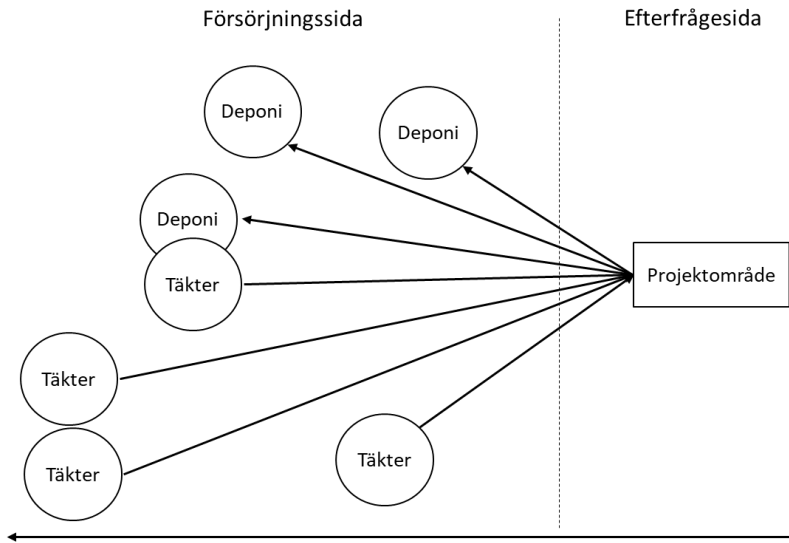 Försörjningssida
Efterfrågesida
Deponi
Deponi
Deponi
Täkter
Projektområde
Täkter
Täkter
Täkter